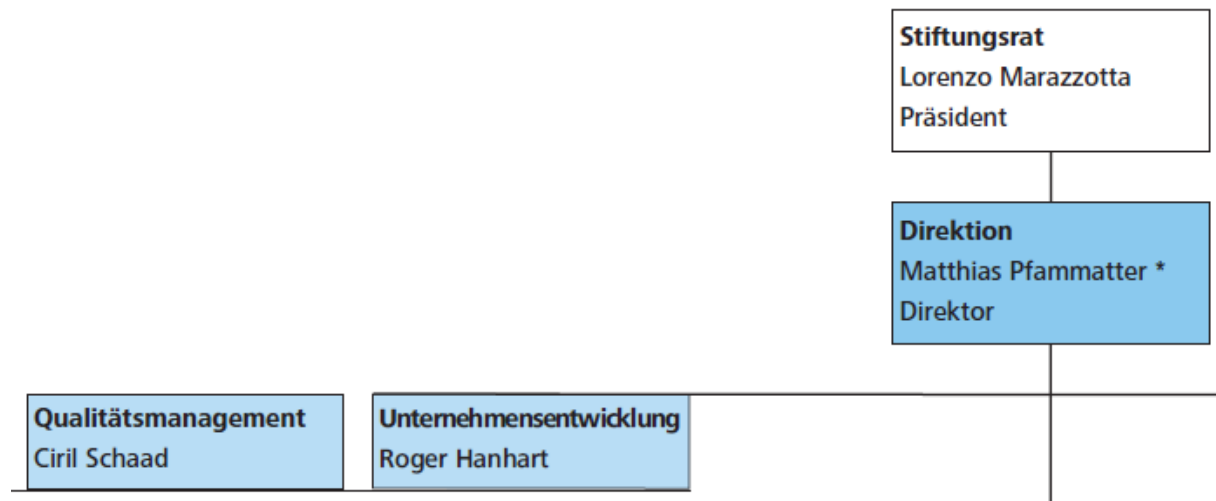 Stiftungsrat
Lorenzo Marazzotta
Präsident
Direktion
Matthias Pfammatter *
Direktor
Qualitätsmanagement
Ciril Schaad
Unternehmensentwicklung
Roger Hanhart